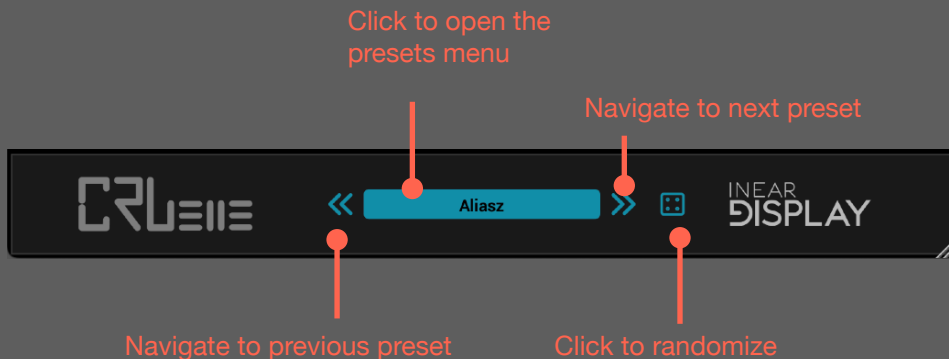 Click to open the
presets menu
Navigate to next preset
CRUEllE
Aliasz
INEAR
DISPLAY
Navigate to previous preset
Click to randomize